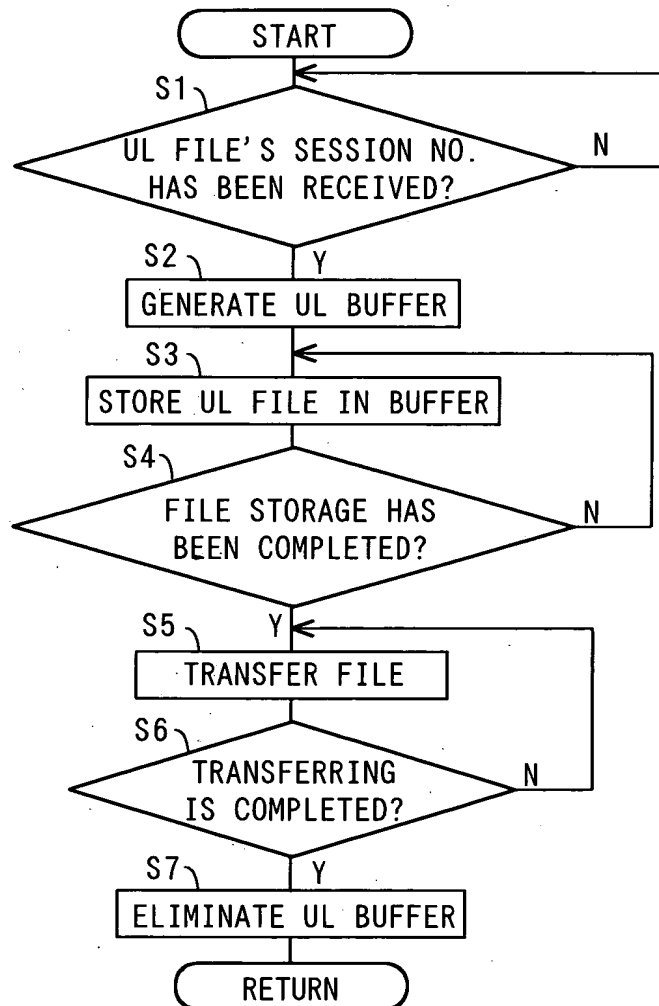 START
S1
UL FILE'S SESSION NO.
HAS BEEN RECEIVED?
N
Y
S2
GENERATE UL BUFFER
S3
STORE UL FILE IN BUFFER
S4
FILE STORAGE HAS
BEEN COMPLETED?
N
Y
S5
TRANSFER FILE
S6
TRANSFERRING
IS COMPLETED?
N
Y
S7
ELIMINATE UL BUFFER
RETURN